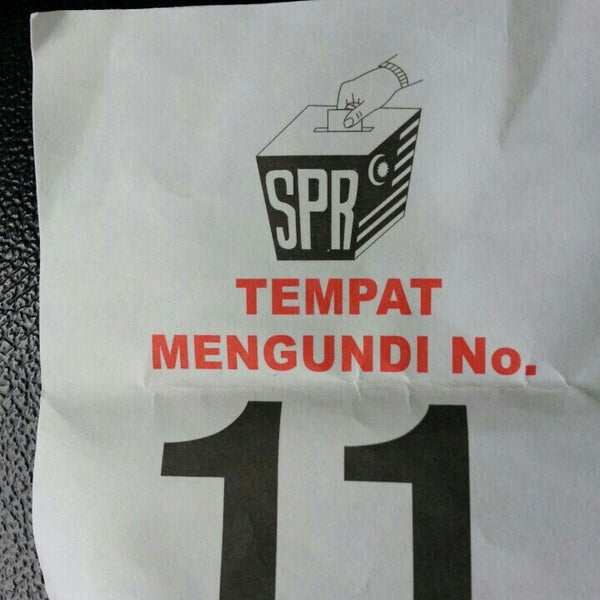 SPR
TEMPAT
MENGUNDI No.
11